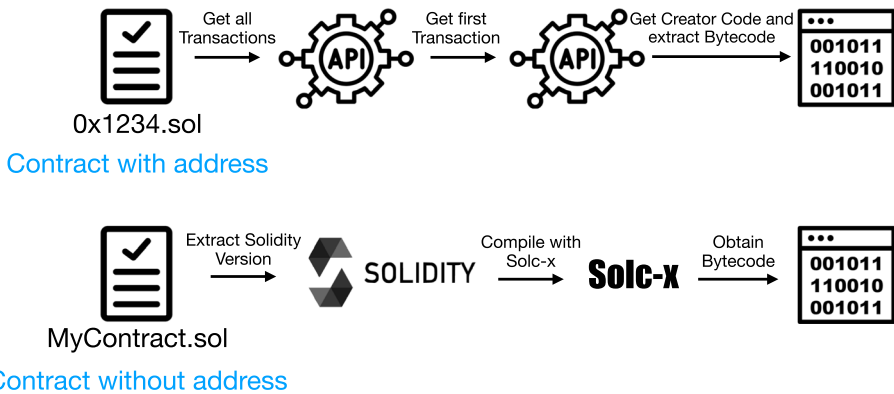 Get all
Transactions
API
Get first
Transaction
API
Get Creator Code and
extract Bytecode
001011
110010
001011
0x1234.sol
Contract with address
Extract Solidity
Version
SOLIDITY
Compile with
Solc-x
Solc-x
Obtain
Bytecode
001011
110010
001011
MyContract.sol
Contract without address